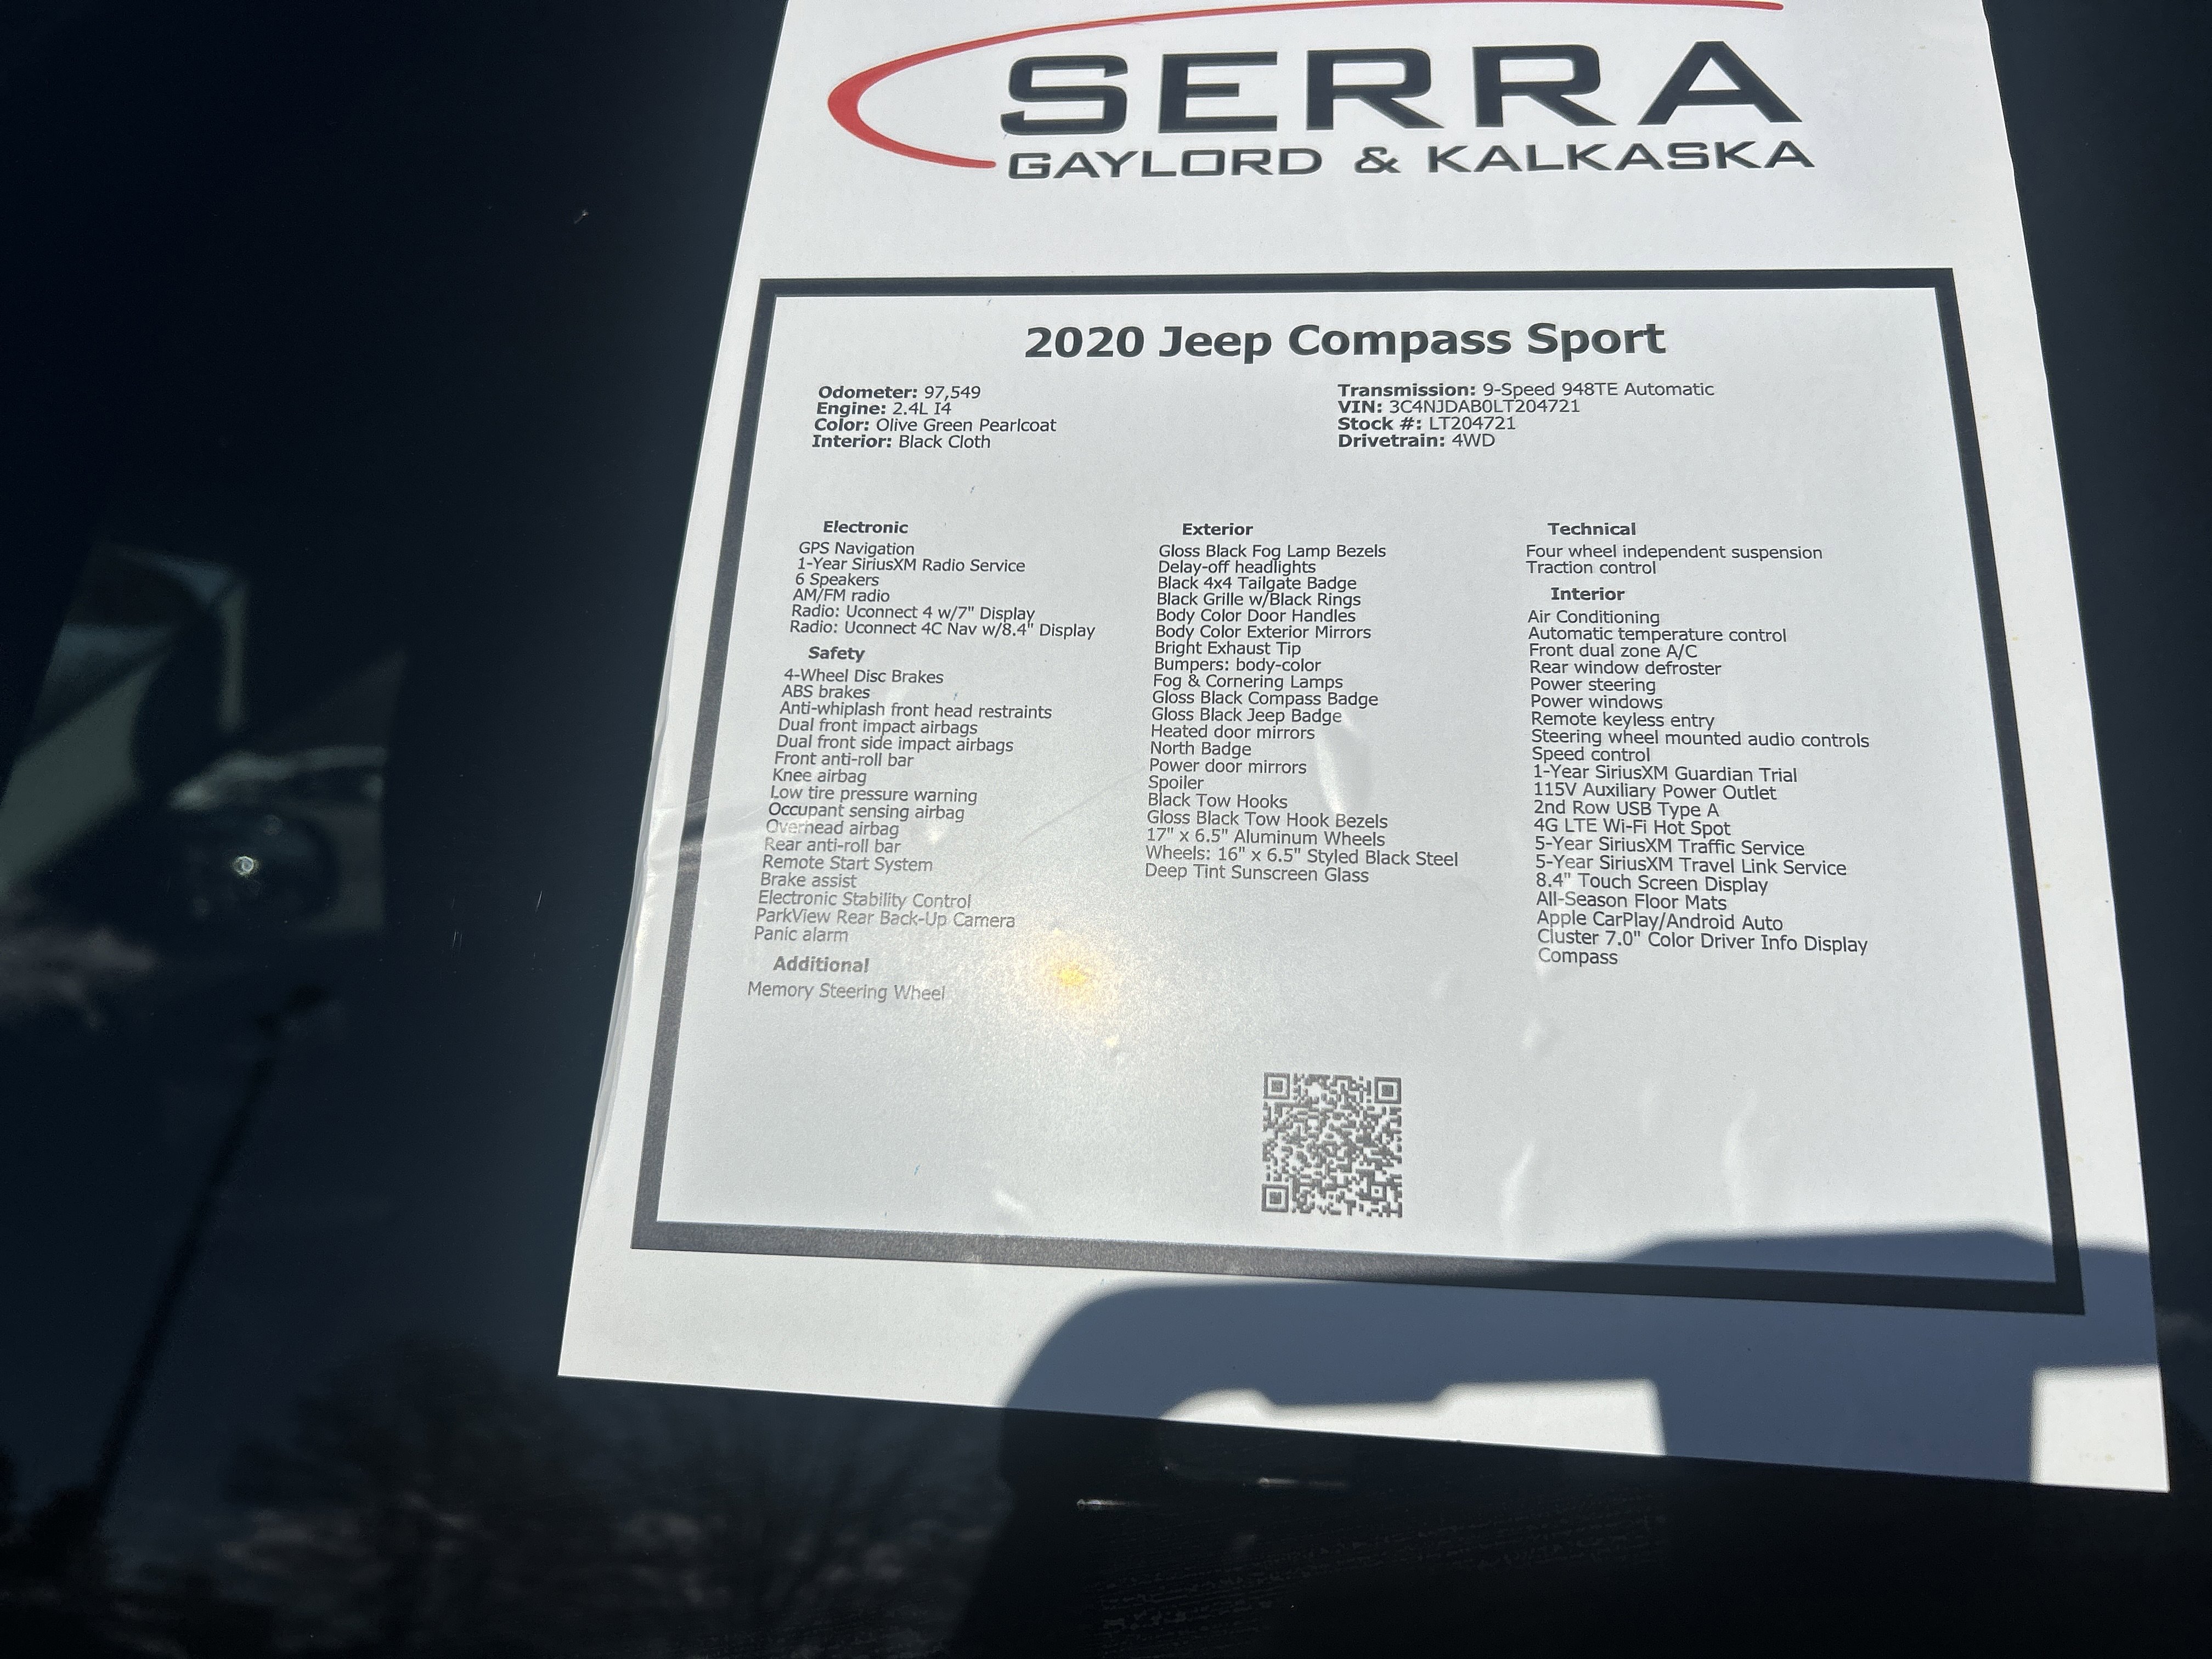 SERRA
GAYLORD & KALKASKA
2020 Jeep Compass Sport
Odometer: 97,549
Engine: 2.4L I4
Color: Olive Green Pearlcoat
Interior: Black Cloth
Transmission: 9-Speed 948TE Automatic
VIN: 3C4NJDAB0LT204721
Stock #: LT204721
Drivetrain: 4WD
Electronic
GPS Navigation
1-Year SiriusXM Radio Service
6 Speakers
AM/FM radio
Radio: Uconnect 4 w/7" Display
Radio: Uconnect 4C Nav w/8.4" Display
Safety
4-Wheel Disc Brakes
ABS brakes
Anti-whiplash front head restraints
Dual front impact airbags
Dual front side impact airbags
Front anti-roll bar
Knee airbag
Low tire pressure warning
Occupant sensing airbag
Overhead airbag
Rear anti-roll bar
Remote Start System
Brake assist
Electronic Stability Control
ParkView Rear Back-Up Camera
Panic alarm
Additional
Memory Steering Wheel
Exterior
Gloss Black Fog Lamp Bezels
Delay-off headlights
Black 4x4 Tailgate Badge
Black Grille w/Black Rings
Body Color Door Handles
Body Color Exterior Mirrors
Bright Exhaust Tip
Bumpers: body-color
Fog & Cornering Lamps
Gloss Black Compass Badge
Gloss Black Jeep Badge
Heated door mirrors
North Badge
Power door mirrors
Spoiler
Black Tow Hooks
Gloss Black Tow Hook Bezels
17" x 6.5" Aluminum Wheels
Wheels: 16" x 6.5" Styled Black Steel
Deep Tint Sunscreen Glass
Technical
Four wheel independent suspension
Traction control
Interior
Air Conditioning
Automatic temperature control
Front dual zone A/C
Rear window defroster
Power steering
Power windows
Remote keyless entry
Steering wheel mounted audio controls
Speed control
1-Year SiriusXM Guardian Trial
115V Auxiliary Power Outlet
2nd Row USB Type A
4G LTE Wi-Fi Hot Spot
5-Year SiriusXM Traffic Service
5-Year SiriusXM Travel Link Service
8.4" Touch Screen Display
All-Season Floor Mats
Apple CarPlay/Android Auto
Cluster 7.0" Color Driver Info Display
Compass